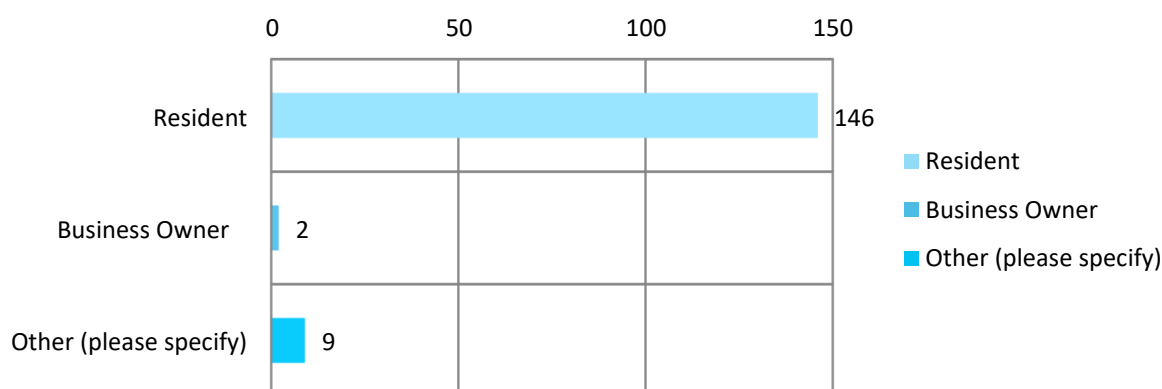 0 50 100 150
Resident 146
Business Owner 2
Other (please specify) 9
Resident
Business Owner
Other (please specify)